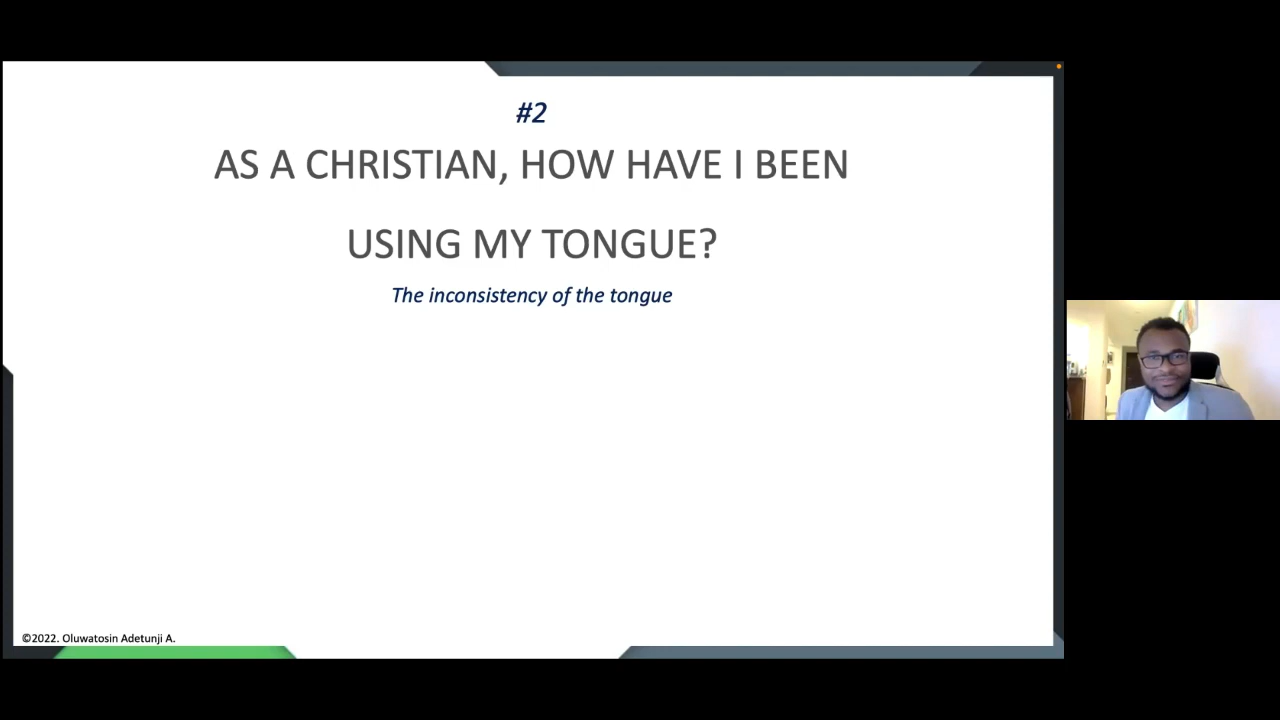 #2
AS A CHRISTIAN, HOW HAVE I BEEN
USING MY TONGUE?
The inconsistency of the tongue
©2022. Oluwatosin Adetunji A.